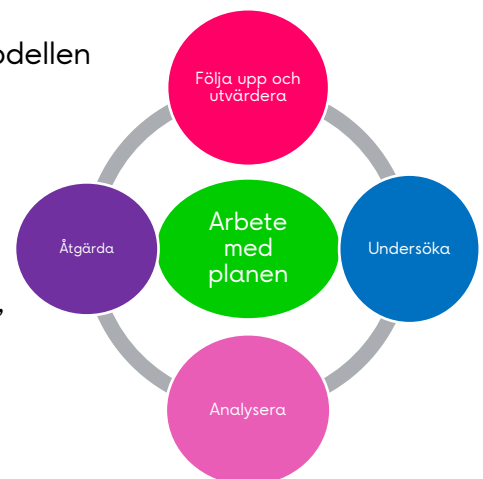 odellen
Följa upp och
utvärdera
Arbete
med
planen
Åtgärda
Undersöka
,
Analysera